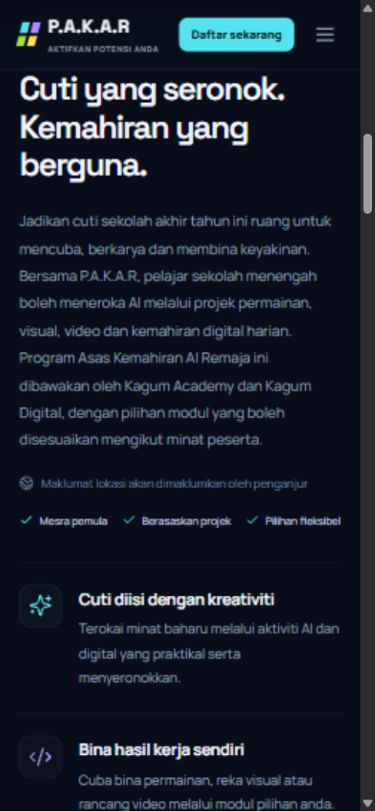 P.A.K.A.R
AKTIFKAN POTENSI ANDA
Daftar sekarang
Cuti yang seronok.
Kemahiran yang
berguna.
Jadikan cuti sekolah akhir tahun ini ruang untuk
mencuba, berkarya dan membina keyakinan.
Bersama P.A.K.A.R, pelajar sekolah menengah
boleh meneroka AI melalui projek permainan,
visual, video dan kemahiran digital harian.
Program Asas Kemahiran AI Remaja ini
dibawakan oleh Kagum Academy dan Kagum
Digital, dengan pilihan modul yang boleh
disesuaikan mengikut minat peserta.
Maklumat lokasi akan dimaklumkan oleh penganjur
Mesra pemula Berasaskan projek Pilihan fleksibel
Cuti diisi dengan kreativiti
Terokai minat baharu melalui aktiviti AI dan
digital yang praktikal serta
menyeronokkan.
Bina hasil kerja sendiri
Cuba bina permainan, reka visual atau
rancang video melalui modul pilihan anda.